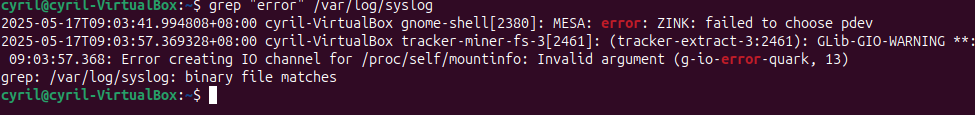 cyril@cyril-VirtualBox:~$ grep "error" /var/log/syslog
2025-05-17T09:03:41.994808+08:00 cyril-VirtualBox gnome-shell[2380]: MESA: error: ZINK: failed to choose pdev
2025-05-17T09:03:57.369328+08:00 cyril-VirtualBox tracker-miner-fs-3[2461]: (tracker-extract-3:2461): GLib-GIO-WARNING **:
 09:03:57.368: Error creating IO channel for /proc/self/mountinfo: Invalid argument (g-io-error-quark, 13)
grep: /var/log/syslog: binary file matches
cyril@cyril-VirtualBox:~$